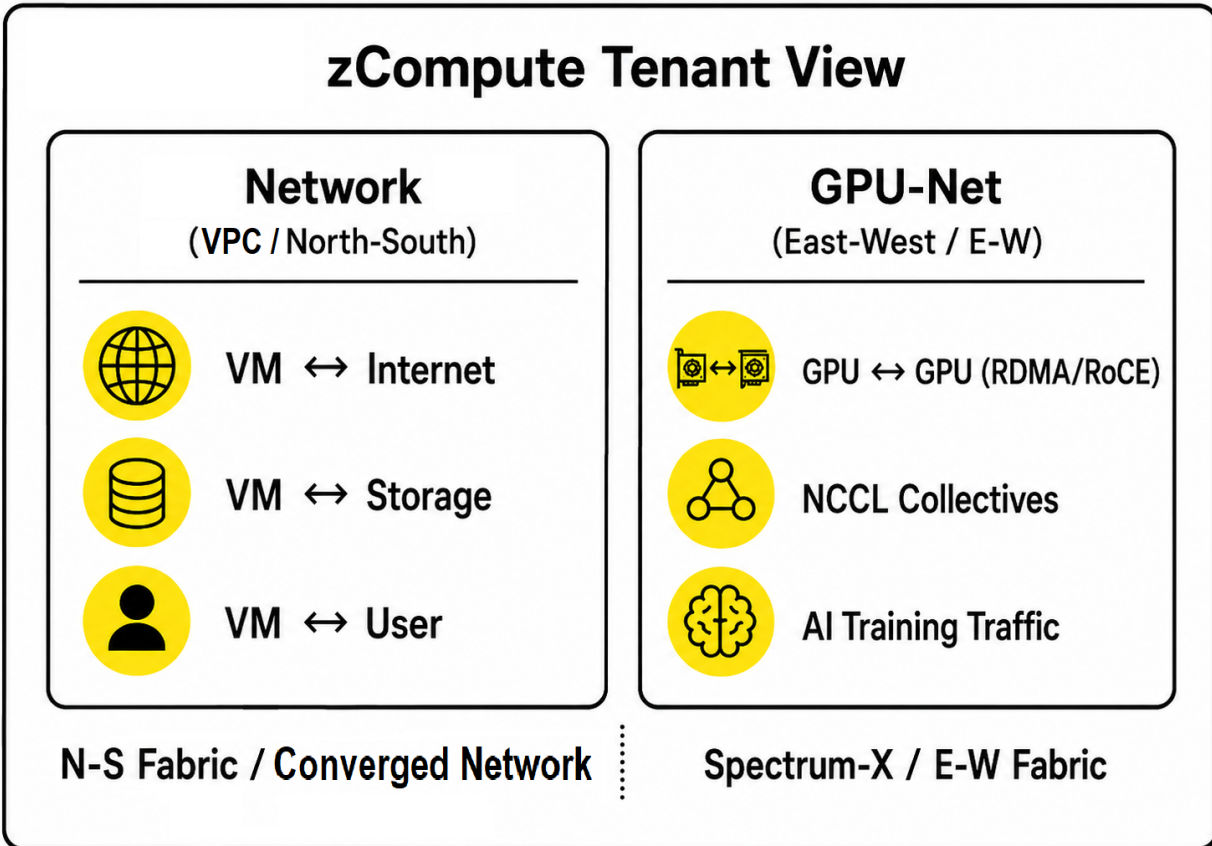 zCompute Tenant View
Network
(VPC / North-South)
VM ↔ Internet
VM ↔ Storage
VM ↔ User
N-S Fabric / Converged Network
GPU-Net
(East-West / E-W)
GPU ↔ GPU (RDMA/RoCE)
NCCL Collectives
AI Training Traffic
Spectrum-X / E-W Fabric